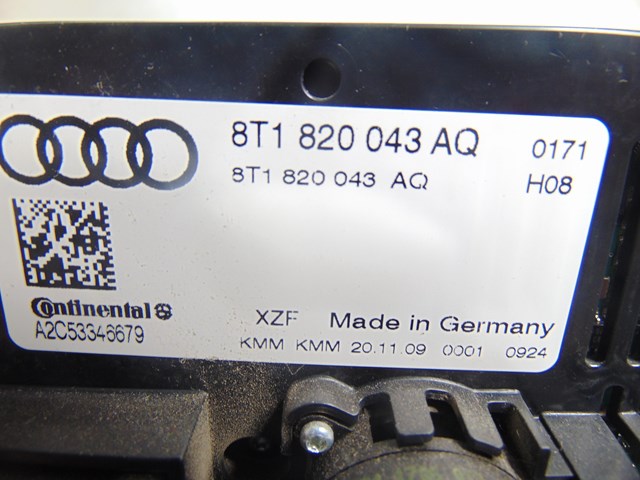 8T1 820 043 AQ 0171
8T1 820 043 AQ H08
Continental
A2C53346679
XZF Made in Germany
KMM KMM 20.11.09 0001 0924